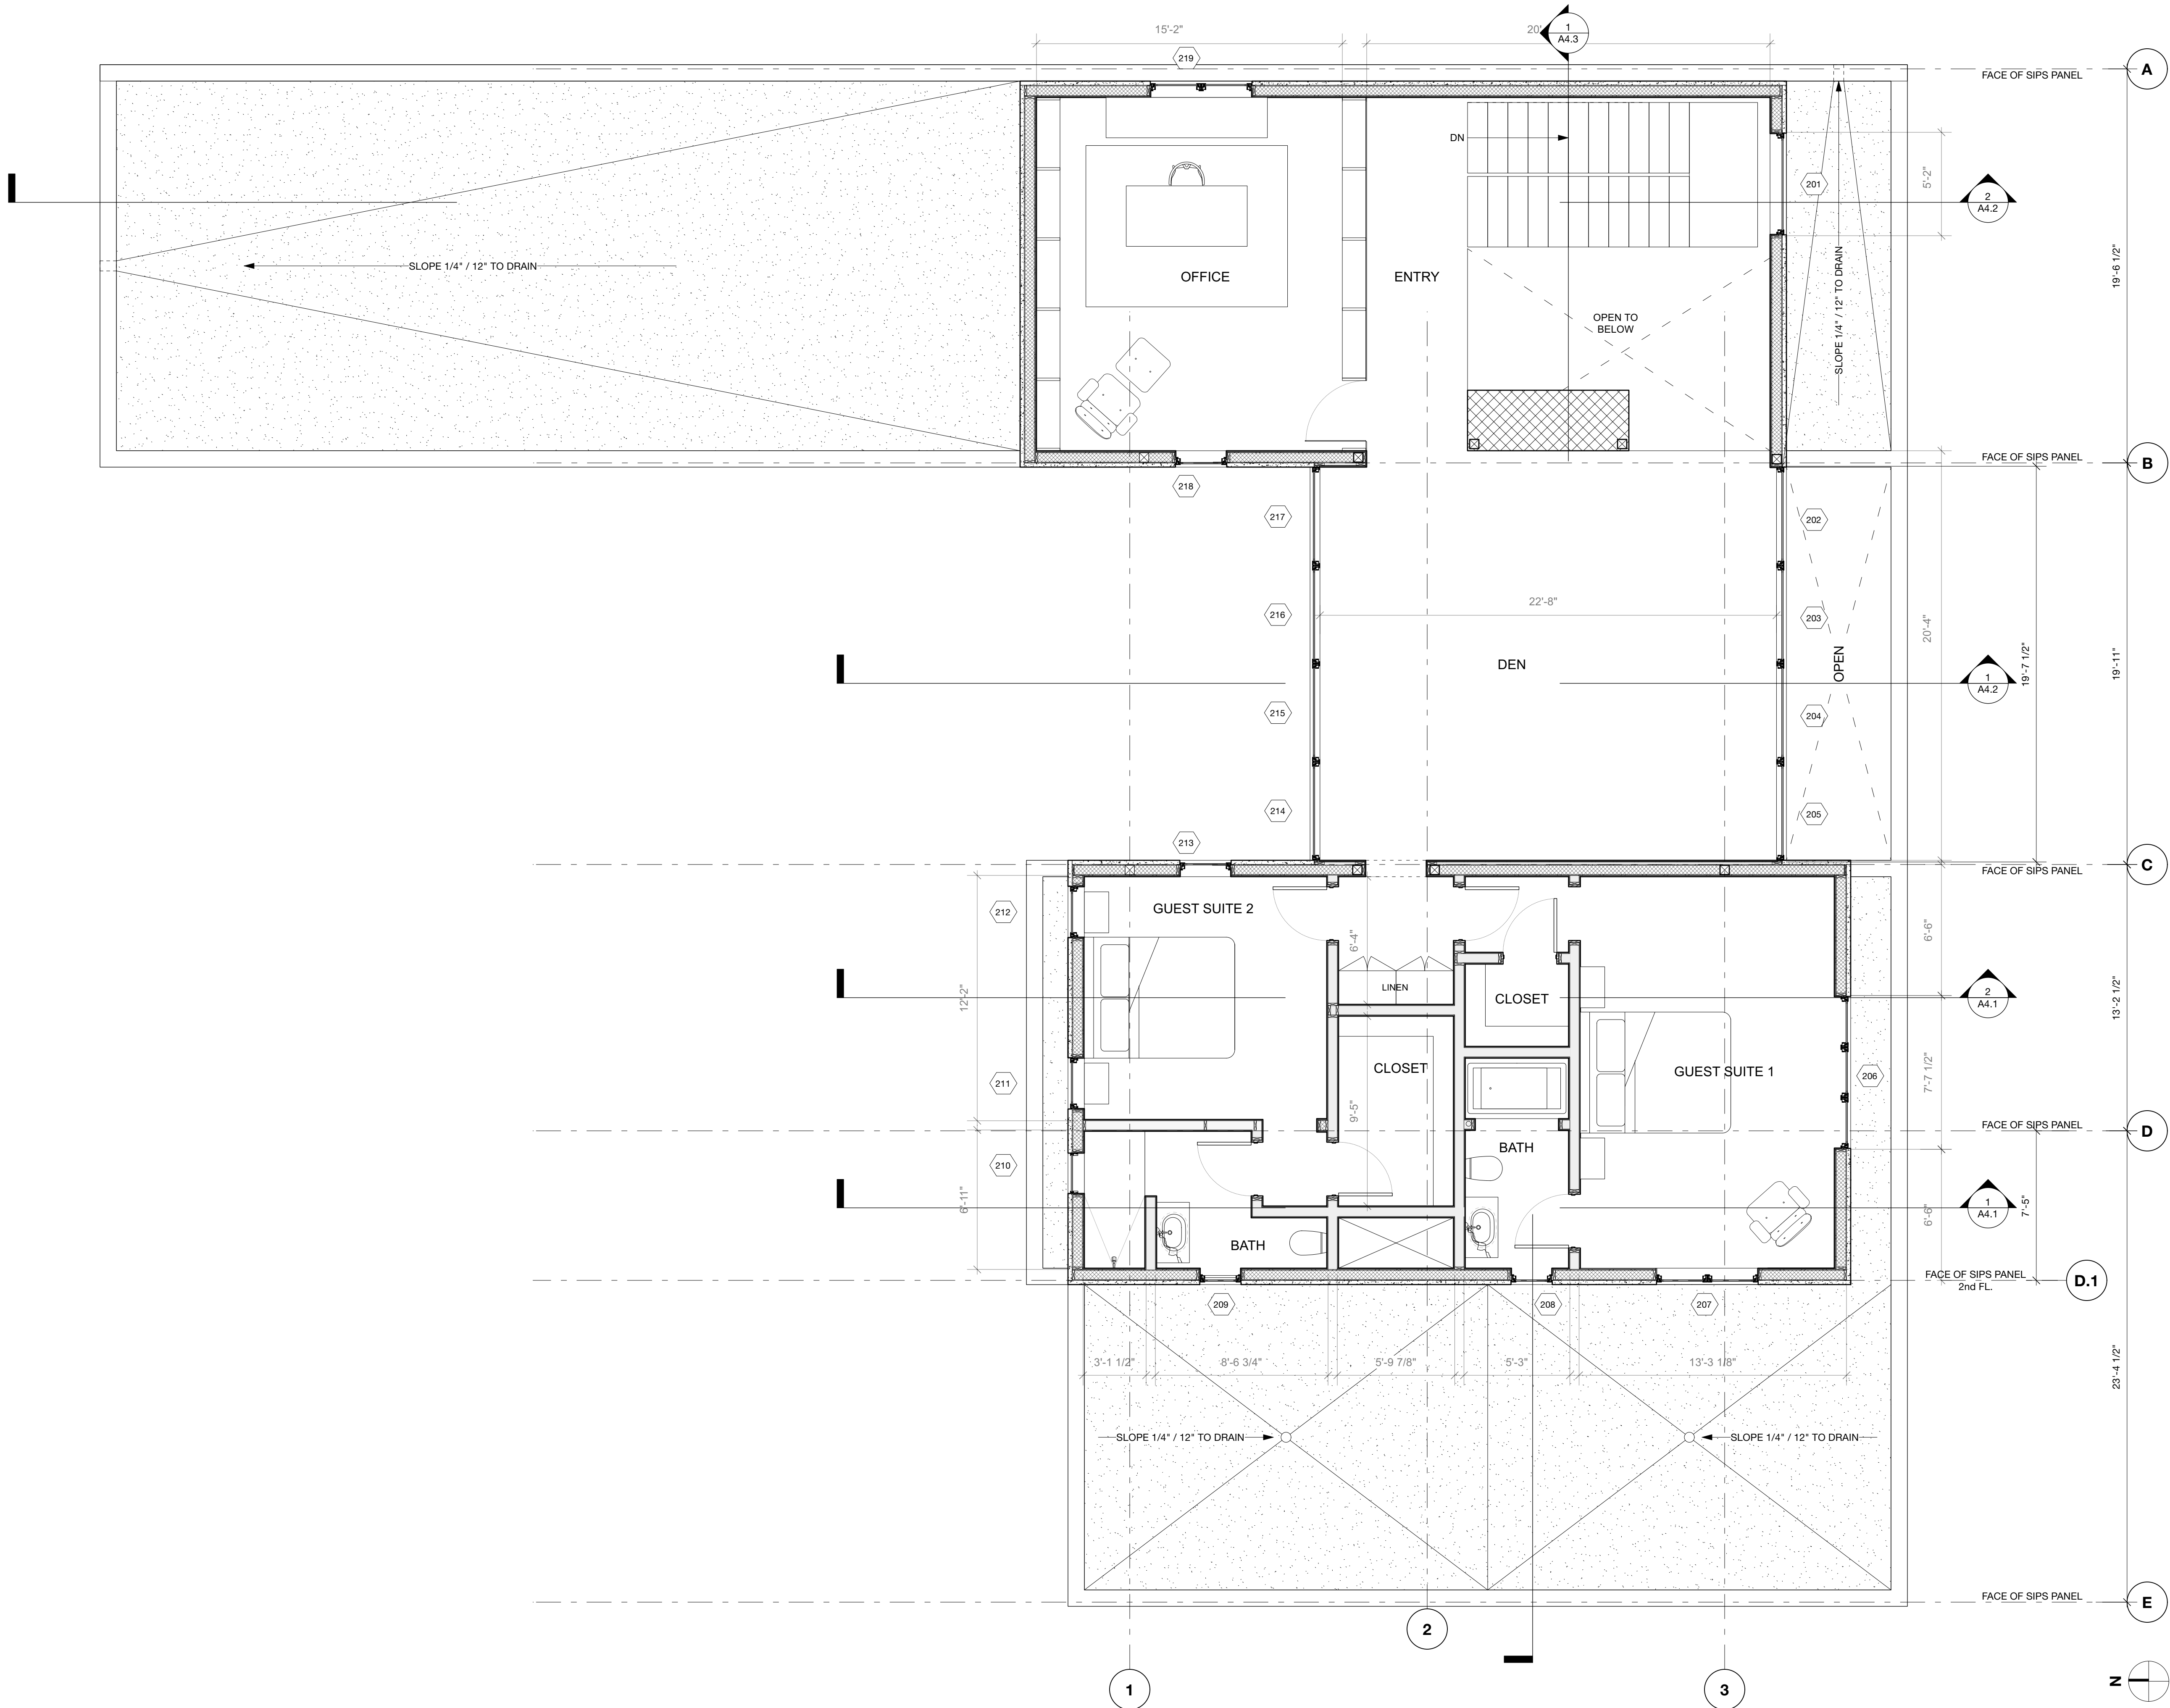 15'-2"
20'
1
A4.3
219
A
FACE OF SIPS PANEL
DN
201
5'-2"
2
A4.2
19'-6 1/2"
SLOPE 1/4" / 12" TO DRAIN
OFFICE
ENTRY
OPEN TO
BELOW
SLOPE 1/4" / 12" TO DRAIN
FACE OF SIPS PANEL
B
218
217
202
216
22'-8"
203
20'-4"
DEN
OPEN
19'-7 1/2"
19'-11"
1
A4.2
215
204
214
205
213
C
FACE OF SIPS PANEL
212
GUEST SUITE 2
6'-4"
6'-6"
12'-2"
LINEN
CLOSET
2
A4.1
13'-2 1/2"
211
CLOSET
GUEST SUITE 1
206
7'-7 1/2"
9'-5"
FACE OF SIPS PANEL
D
210
BATH
6'-11"
6'-6"
1
A4.1
7'-5"
BATH
FACE OF SIPS PANEL
2nd FL.
D.1
209
208
207
3'-1 1/2"
8'-6 3/4"
5'-9 7/8"
5'-3"
13'-3 1/8"
23'-4 1/2"
SLOPE 1/4" / 12" TO DRAIN
SLOPE 1/4" / 12" TO DRAIN
FACE OF SIPS PANEL
E
2
1
3
N